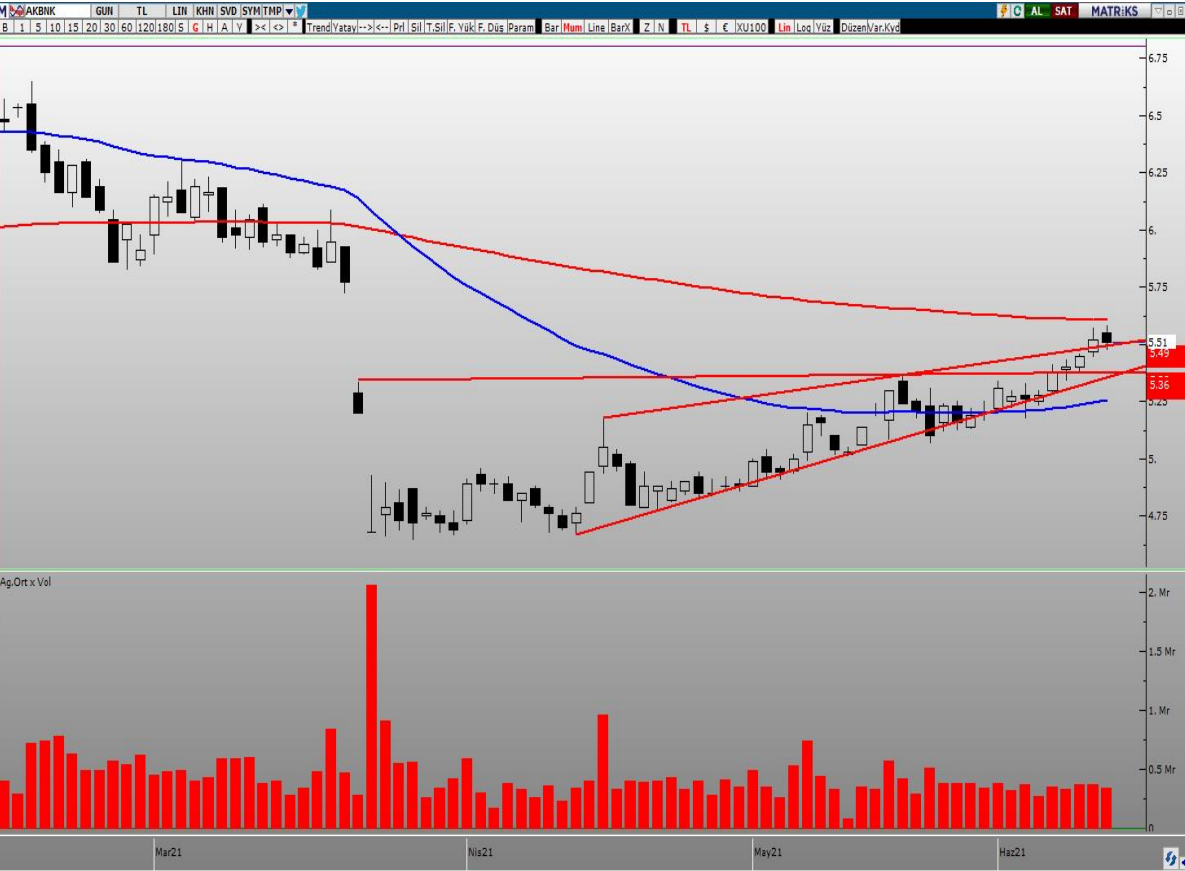 AKBNK GUN TL LIN KHN SVD SYM TMP C AL SAT MATRİKS
B 1 5 10 15 20 30 60 120 180 S G H A Y >< <> * Trend Yatay --> <-- Prl Sil T.Sil F. Yük F. Düş Param Bar Mum Line BarX Z N TL $ € XU100 Lin Log Yüz Düzen Var.Kyd
6.75
6.5
6.25
6.
5.75
5.51
5.49
5.36
5.25
5.
4.75
Ag.Ort x Vol
2. Mr
1.5 Mr
1. Mr
0.5 Mr
0
Mar21 Nis21 May21 Haz21